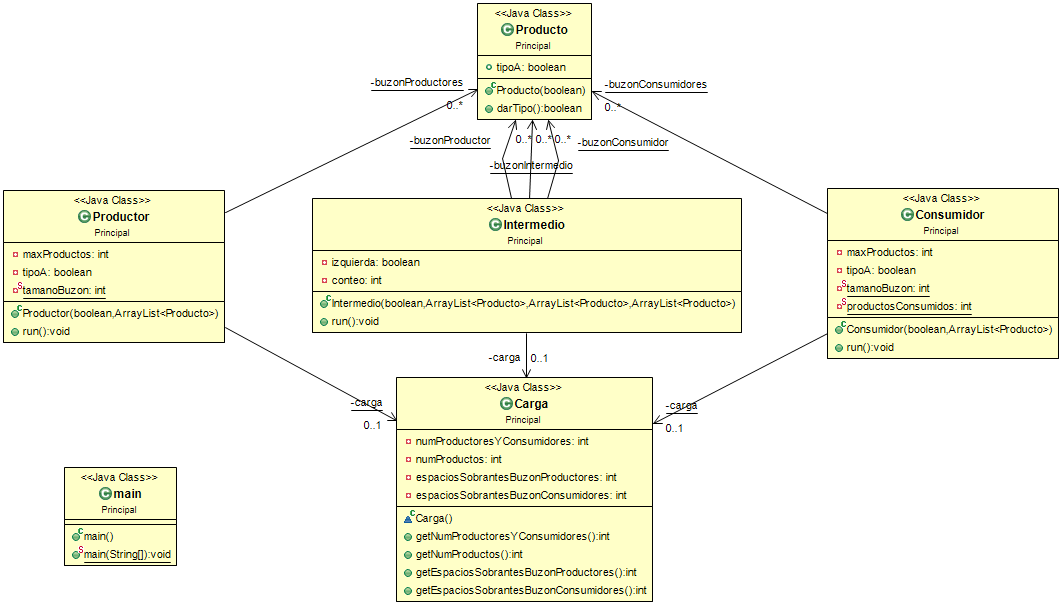 <<Java Class>>
Producto
Principal
tipoA: boolean
Producto(boolean)
darTipo():boolean
-buzonProductores
0..*
-buzonConsumidores
0..*
-buzonProductor
0..*
0..*
0..*
-buzonConsumidor
-buzonIntermedio
<<Java Class>>
Productor
Principal
maxProductos: int
tipoA: boolean
tamanoBuzon: int
Productor(boolean,ArrayList<Producto>)
run():void
<<Java Class>>
Intermedio
Principal
izquierda: boolean
conteo: int
Intermedio(boolean,ArrayList<Producto>,ArrayList<Producto>,ArrayList<Producto>)
run():void
<<Java Class>>
Consumidor
Principal
maxProductos: int
tipoA: boolean
tamanoBuzon: int
productosConsumidos: int
Consumidor(boolean,ArrayList<Producto>)
run():void
-carga
0..1
-carga
0..1
-carga
0..1
<<Java Class>>
Carga
Principal
numProductoresYConsumidores: int
numProductos: int
espaciosSobrantesBuzonProductores: int
espaciosSobrantesBuzonConsumidores: int
Carga()
getNumProductoresYConsumidores():int
getNumProductos():int
getEspaciosSobrantesBuzonProductores():int
getEspaciosSobrantesBuzonConsumidores():int
<<Java Class>>
main
Principal
main()
main(String[]):void